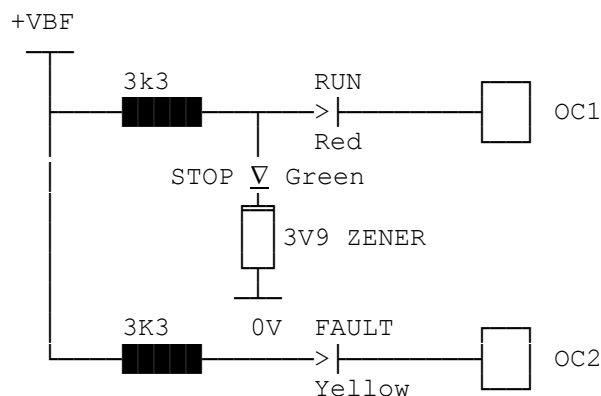 +VBF
3k3 RUN
OC1
Red
STOP Green
3V9 ZENER
3K3 0V FAULT
OC2
Yellow